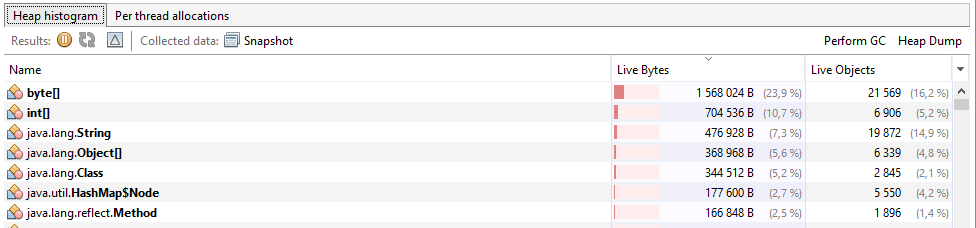 Heap histogram Per thread allocations
Results: Collected data: Snapshot Perform GC Heap Dump
Name Live Bytes Live Objects
byte[] 1 568 024 B (23,9 %) 21 569 (16,2 %)
int[] 704 536 B (10,7 %) 6 906 (5,2 %)
java.lang.String 476 928 B (7,3 %) 19 872 (14,9 %)
java.lang.Object[] 368 968 B (5,6 %) 6 339 (4,8 %)
java.lang.Class 344 512 B (5,2 %) 2 845 (2,1 %)
java.util.HashMap$Node 177 600 B (2,7 %) 5 550 (4,2 %)
java.lang.reflect.Method 166 848 B (2,5 %) 1 896 (1,4 %)